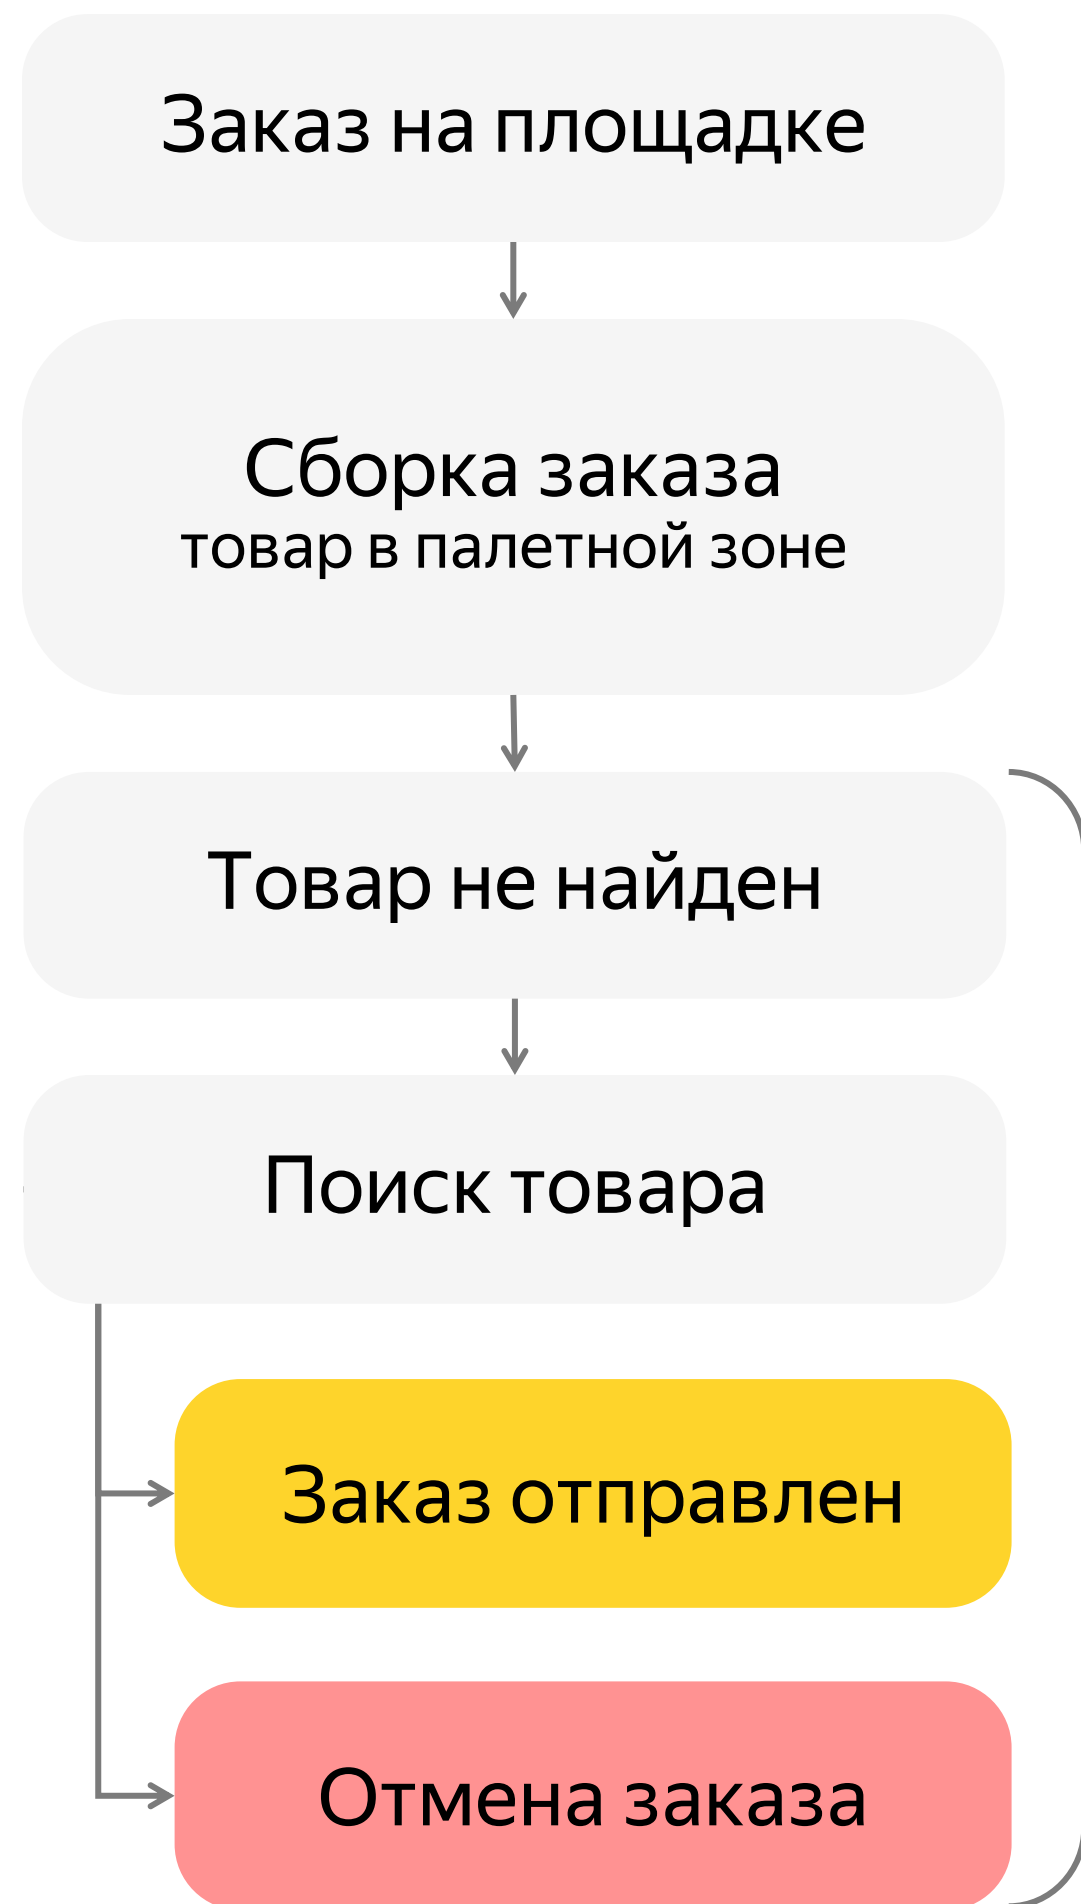 Заказ на площадке
Сборка заказа
товар в палетной зоне
Товар не найден
Поиск товара
Заказ отправлен
Отмена заказа